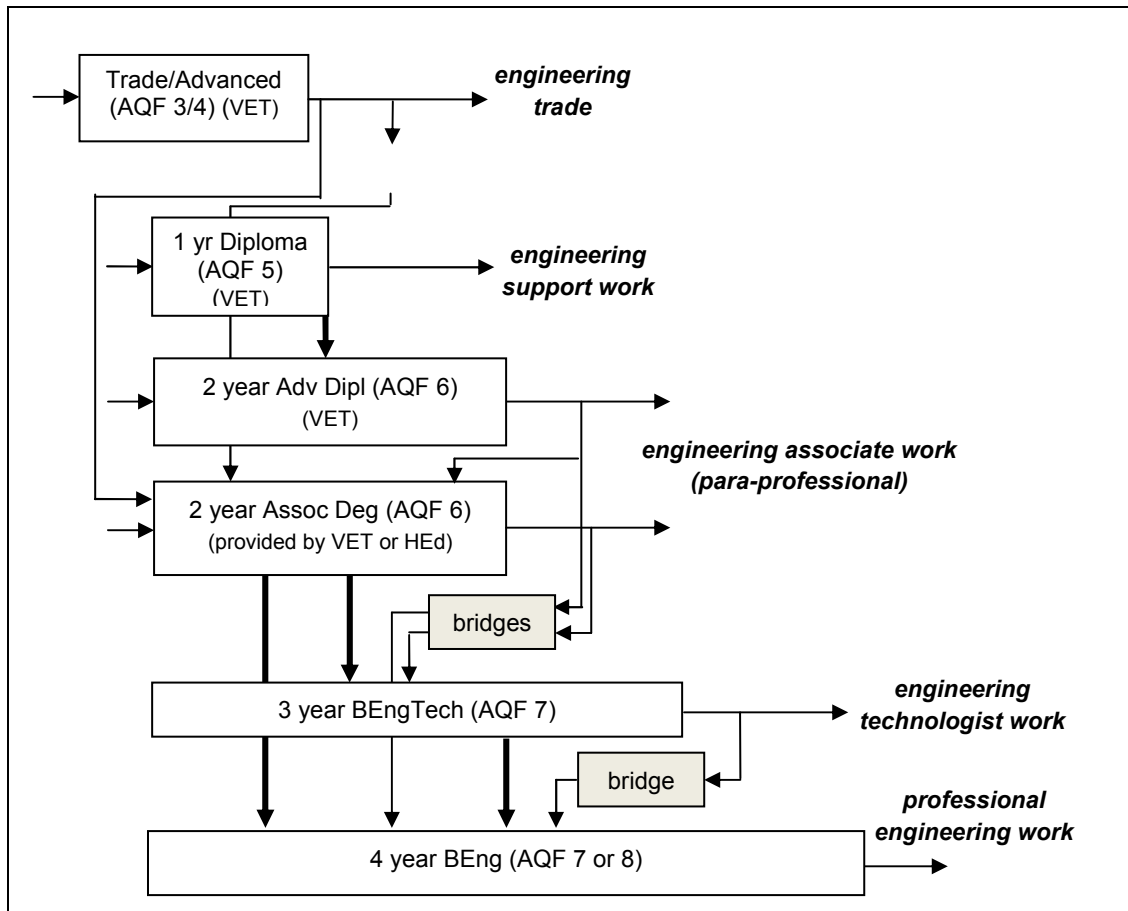 Trade/Advanced
(AQF 3/4) (VET)
engineering
trade
1 yr Diploma
(AQF 5)
(VET)
engineering
support work
2 year Adv Dipl (AQF 6)
(VET)
engineering associate work
(para-professional)
2 year Assoc Deg (AQF 6)
(provided by VET or HEd)
bridges
3 year BEngTech (AQF 7)
engineering
technologist work
bridge
professional
engineering work
4 year BEng (AQF 7 or 8)